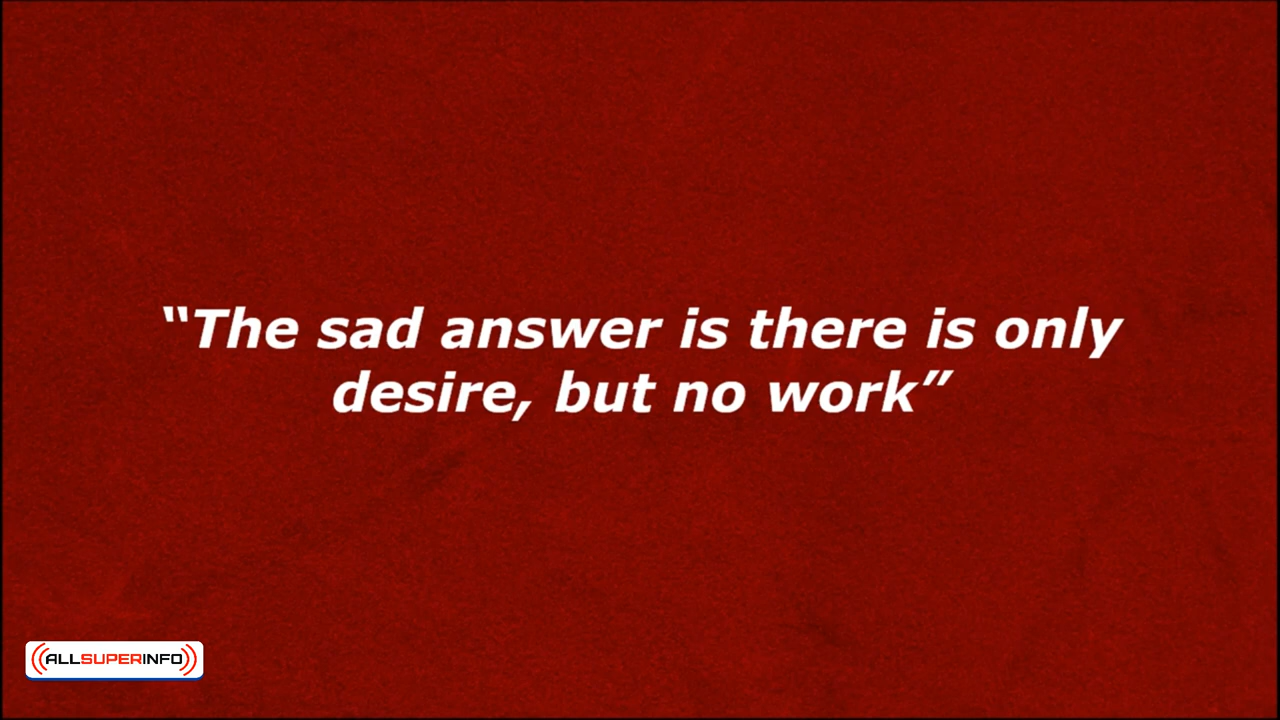 “The sad answer is there is only
desire, but no work”
ALLSUPERINFO